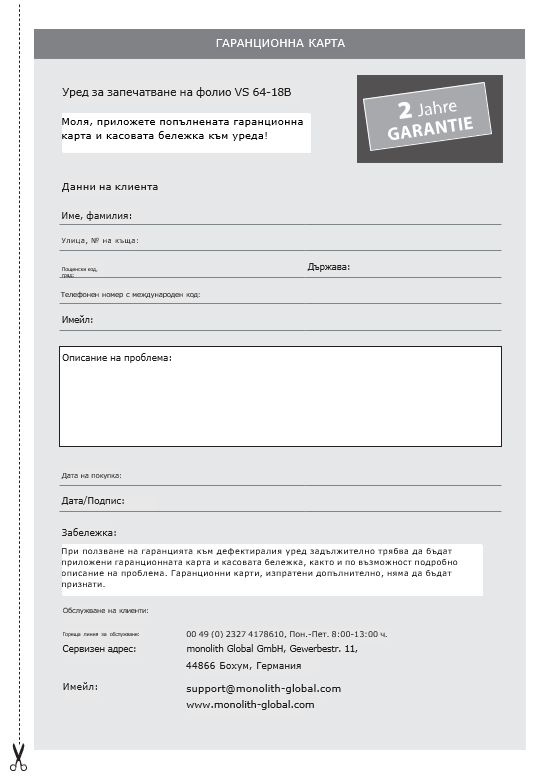 ГАРАНЦИОННА КАРТА
Уред за запечатване на фолио VS 64-18B
2 Jahre
GARANTIE
Моля, приложете попълнената гаранционна
карта и касовата бележка към уреда!
Данни на клиента
Име, фамилия:
Улица, № на къща:
Пощенски код,
град:
Държава:
Телефонен номер с международен код:
Имейл:
Описание на проблема:
Дата на покупка:
Дата/Подпис:
Забележка:
При ползване на гаранцията към дефектиралия уред задължително трябва да бъдат
приложени гаранционната карта и касовата бележка, както и по възможност подробно
описание на проблема. Гаранционни карти, изпратени допълнително, няма да бъдат
признати.
Обслужване на клиенти:
Гореща линия за обслужване: 00 49 (0) 2327 4178610, Пон.-Пет. 8:00-13:00 ч.
Сервизен адрес: monolith Global GmbH, Gewerbestr. 11,
44866 Бохум, Германия
Имейл: support@monolith-global.com
www.monolith-global.com